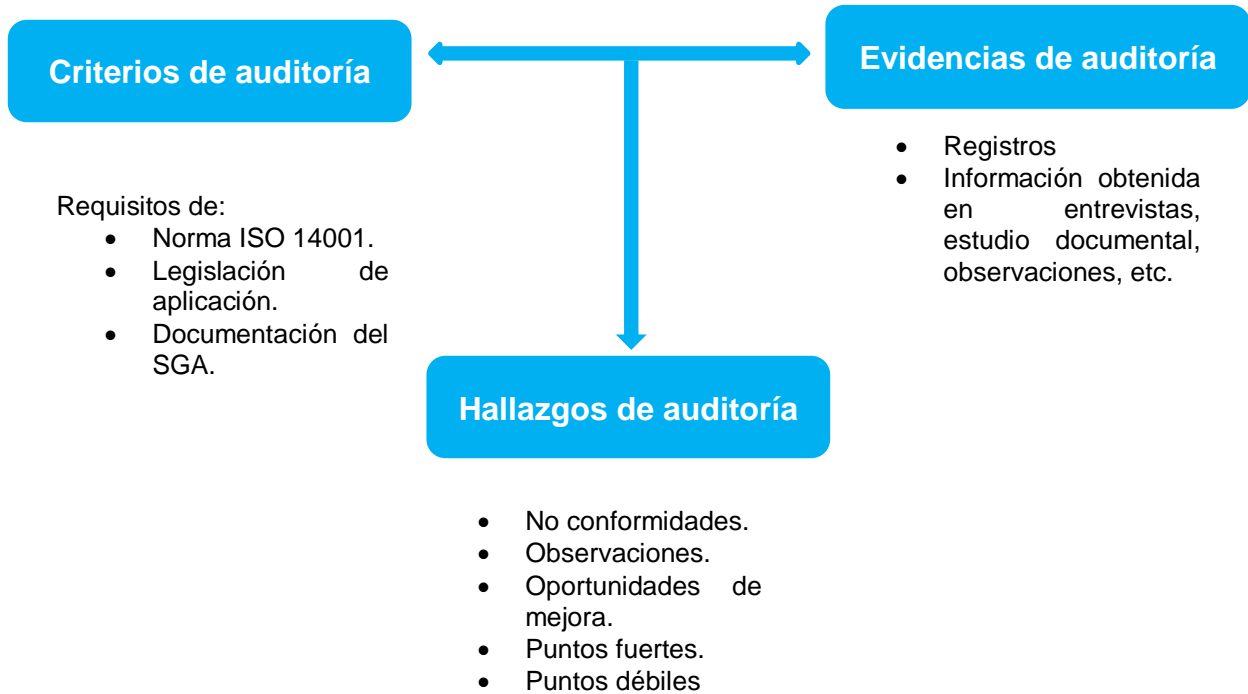 Criterios de auditoría
Evidencias de auditoría
Requisitos de:
• Norma ISO 14001.
• Legislación de
aplicación.
• Documentación del
SGA.
• Registros
• Información obtenida
en entrevistas,
estudio documental,
observaciones, etc.
Hallazgos de auditoría
• No conformidades.
• Observaciones.
• Oportunidades de
mejora.
• Puntos fuertes.
• Puntos débiles